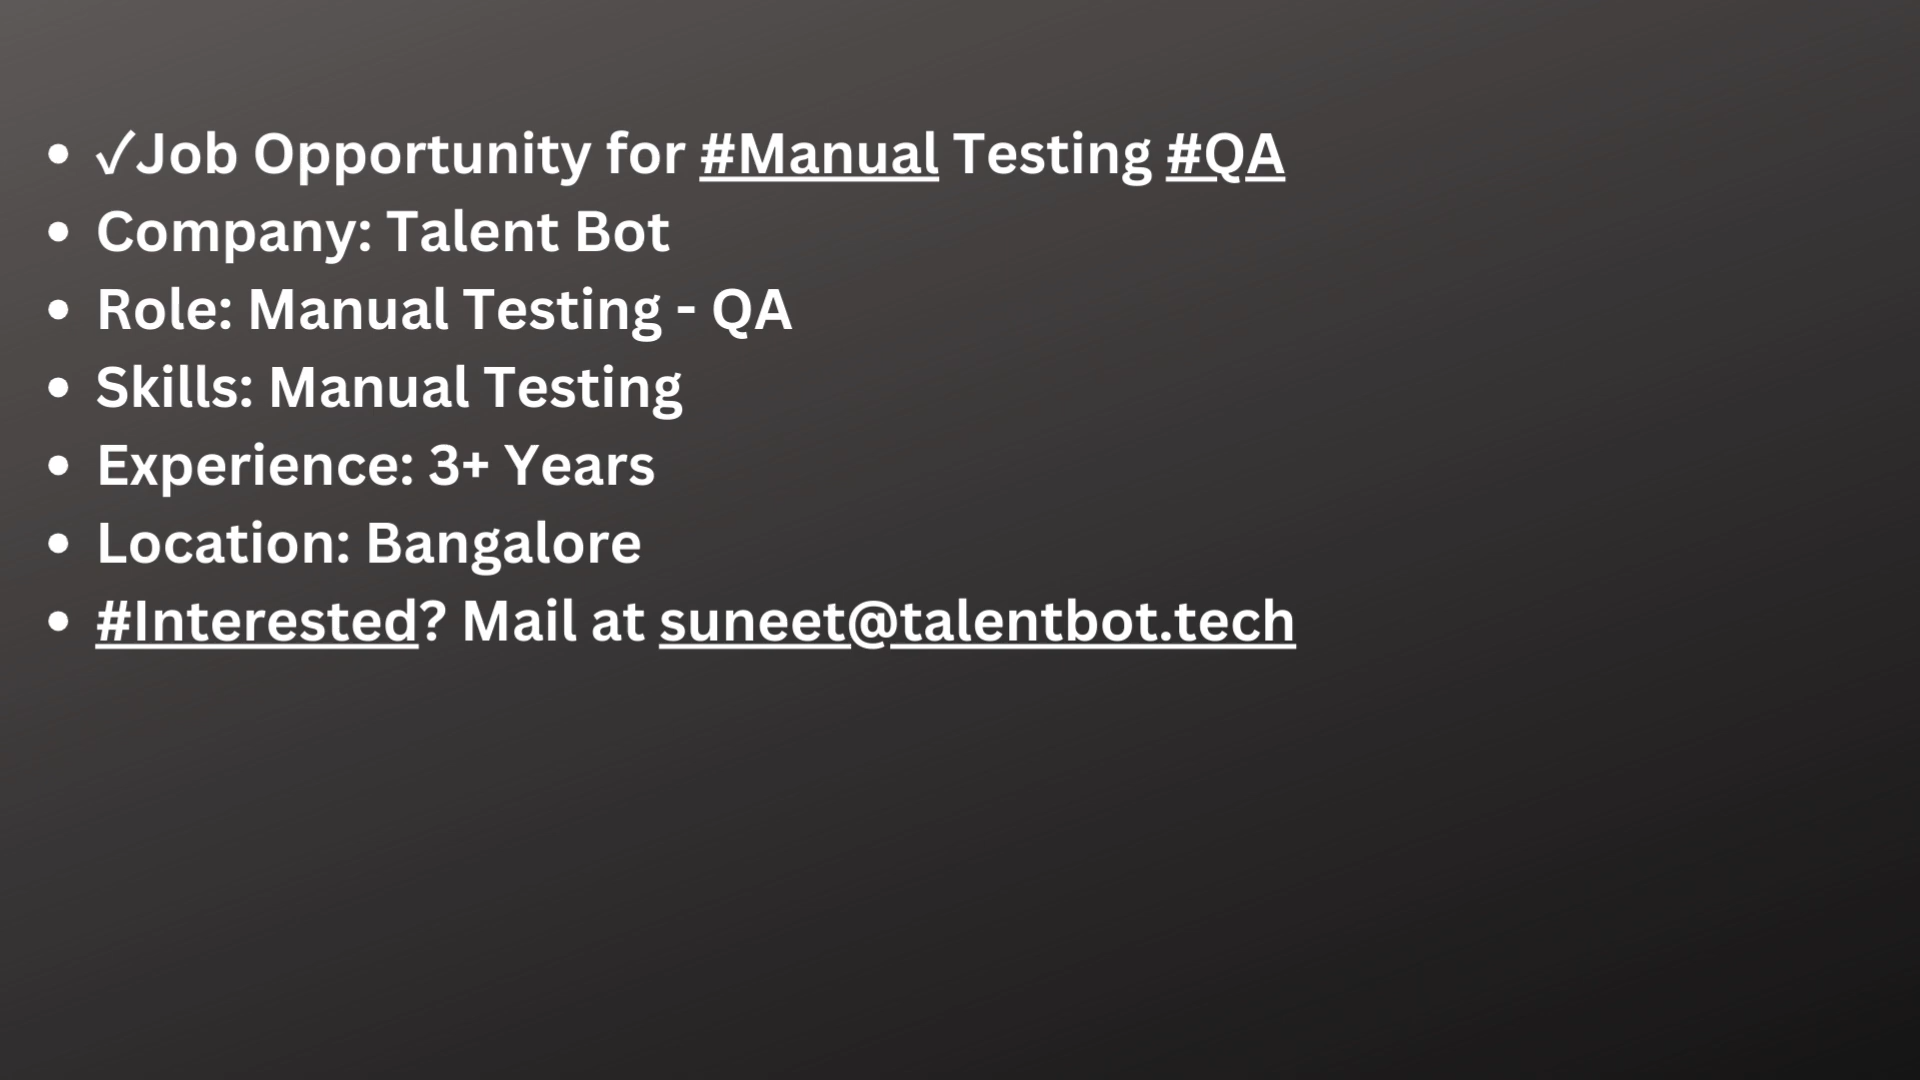 • ✓Job Opportunity for #Manual Testing #QA
• Company: Talent Bot
• Role: Manual Testing - QA
• Skills: Manual Testing
• Experience: 3+ Years
• Location: Bangalore
• #Interested? Mail at suneet@talentbot.tech